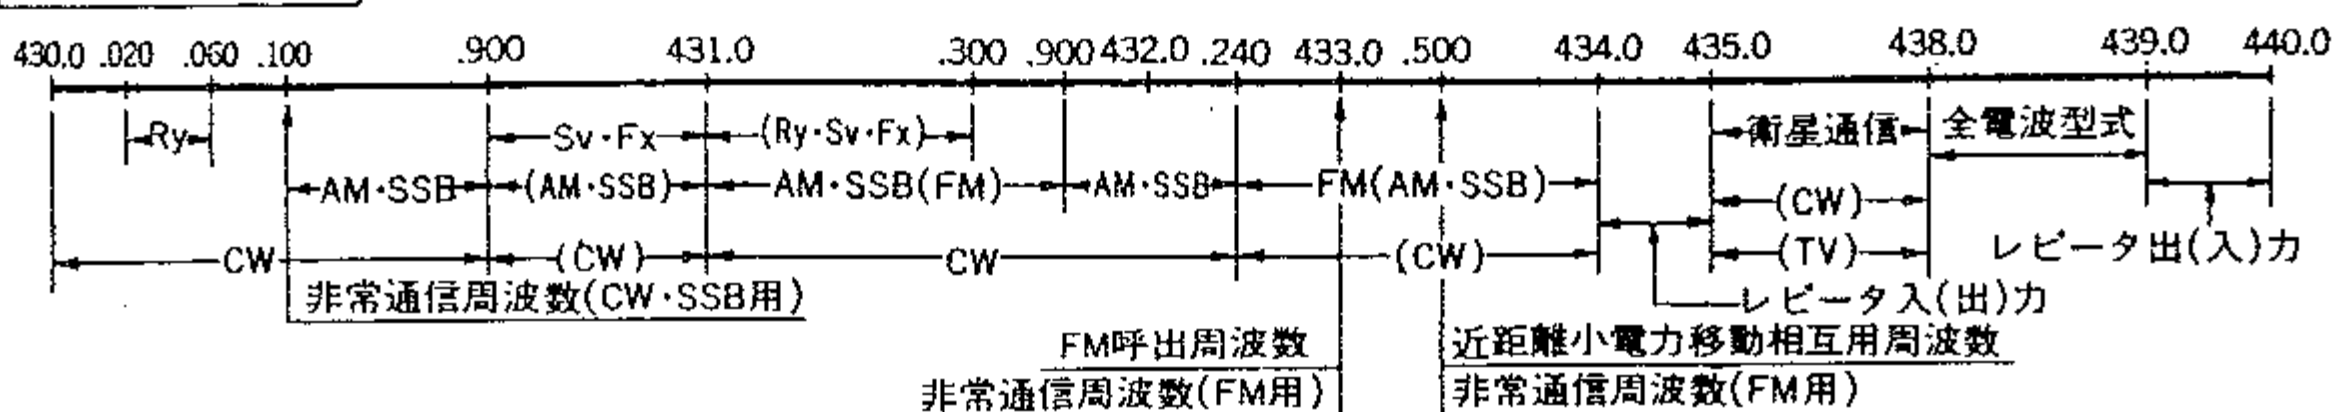 430.0 .020 .060 .100 .900 431.0 .300 .900 432.0 .240 433.0 .500 434.0 435.0 438.0 439.0 440.0
Ry Sv・Fx (Ry・Sv・Fx) 衛星通信 全電波型式
AM・SSB (AM・SSB) AM・SSB(FM) AM・SSB FM(AM・SSB) (CW)
CW (CW) CW (CW) (TV) レピータ出(入)力
非常通信周波数(CW・SSB用) レピータ入(出)力
FM呼出周波数 近距離小電力移動相互用周波数
非常通信周波数(FM用) 非常通信周波数(FM用)